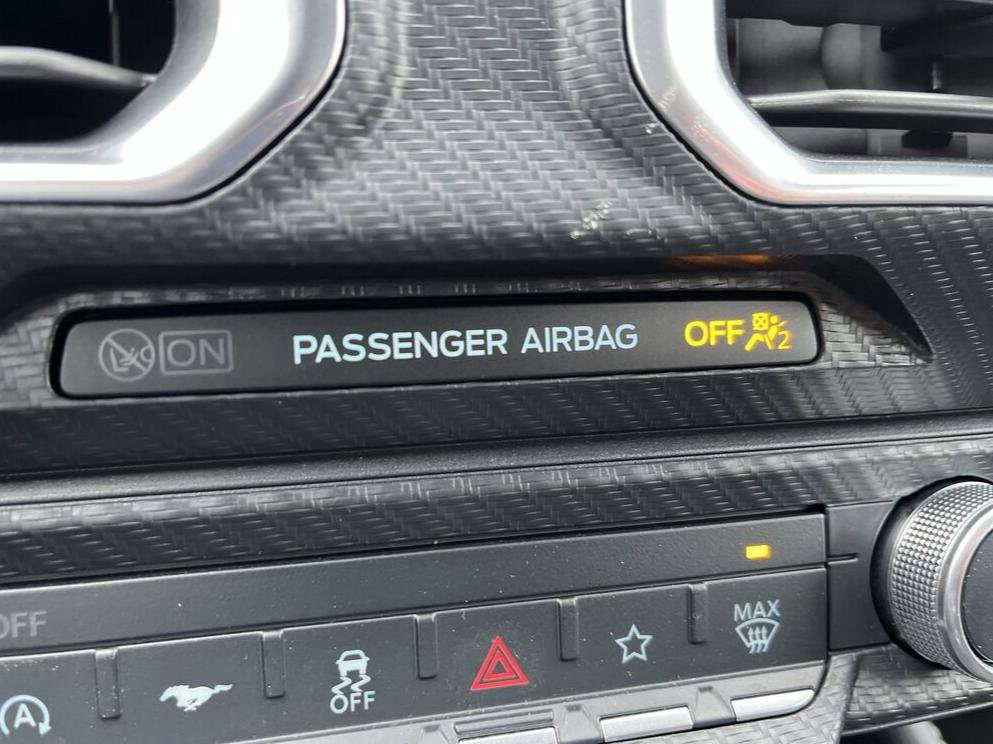 ON PASSENGER AIRBAG OFF 2
OFF
MAX
A OFF